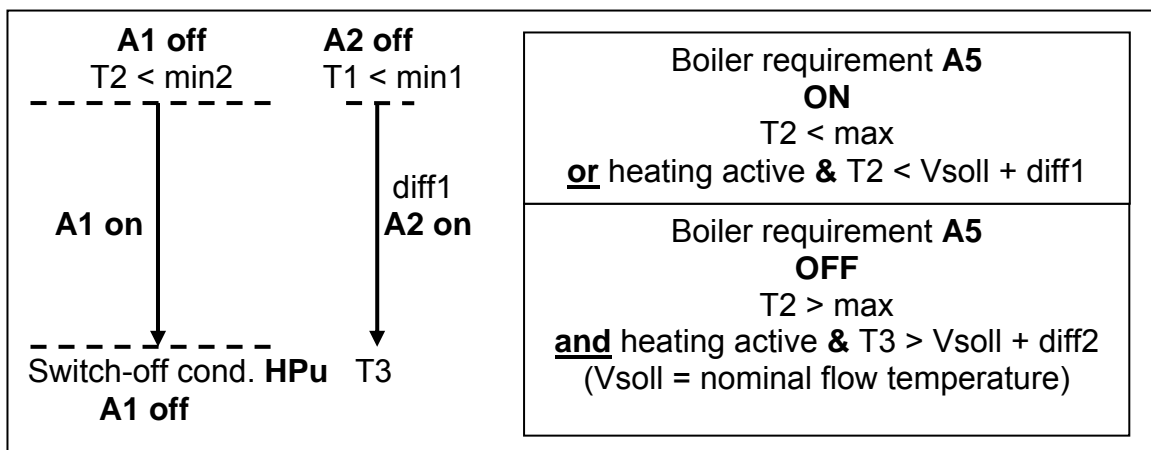 A1 off
T2 < min2
A2 off
T1 < min1
A1 on
diff1
A2 on
Switch-off cond. HPu
A1 off
T3
Boiler requirement A5
ON
T2 < max
or heating active & T2 < Vsoll + diff1
Boiler requirement A5
OFF
T2 > max
and heating active & T3 > Vsoll + diff2
(Vsoll = nominal flow temperature)